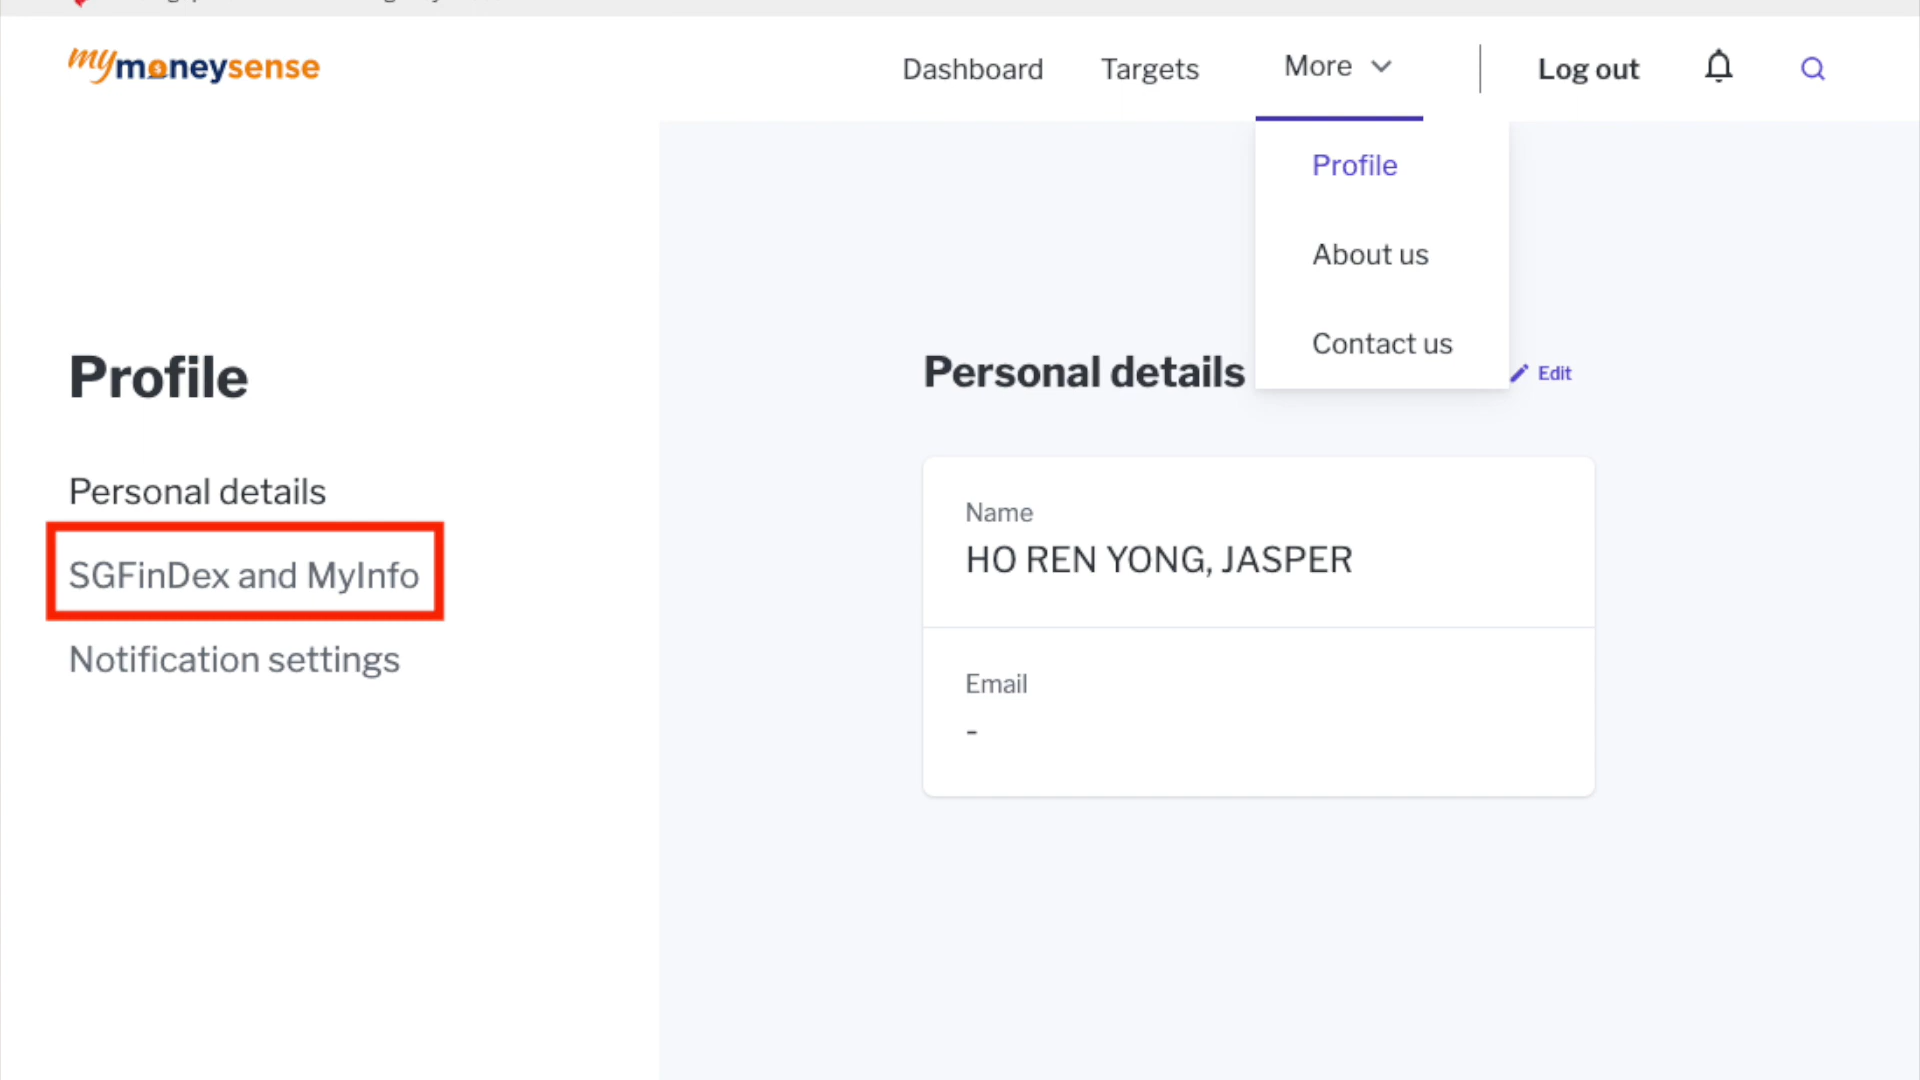 mymoneysense
Dashboard
Targets
More
Log out
Profile
About us
Contact us
Profile
Personal details
SGFinDex and MyInfo
Notification settings
Personal details
Edit
Name
HO REN YONG, JASPER
Email
-